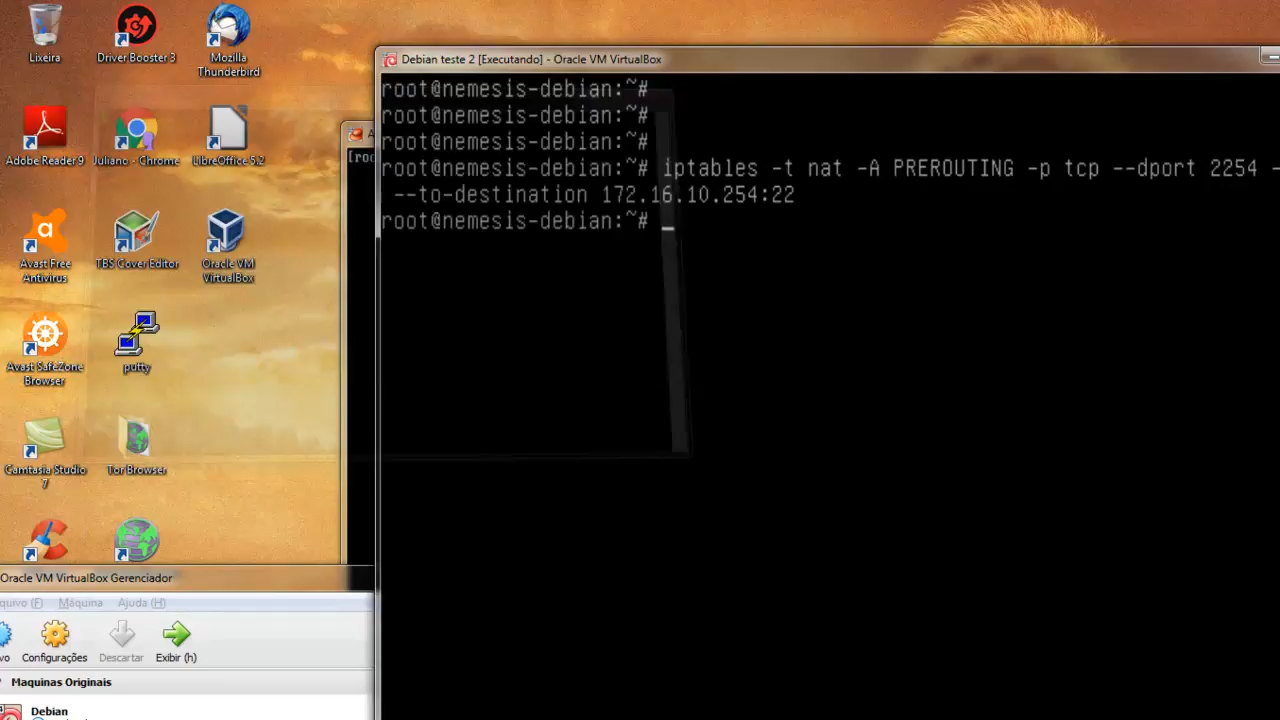 Lixeira
Driver Booster 3
Mozilla
Thunderbird
Adobe Reader 9
Juliano - Chrome
LibreOffice 5.2
Avast Free
Antivirus
TBS Cover Editor
Oracle VM
VirtualBox
Avast SafeZone
Browser
putty
Camtasia Studio
7
Tor Browser
Debian teste 2 [Executando] - Oracle VM VirtualBox
root@nemesis-debian:~#
root@nemesis-debian:~#
root@nemesis-debian:~#
root@nemesis-debian:~# iptables -t nat -A PREROUTING -p tcp --dport 2254 -
--to-destination 172.16.10.254:22
root@nemesis-debian:~#
A
[roo
Oracle VM VirtualBox Gerenciador
quivo (F) Máquina Ajuda (H)
vo Configurações Descartar Exibir (h)
Maquinas Originais
Debian